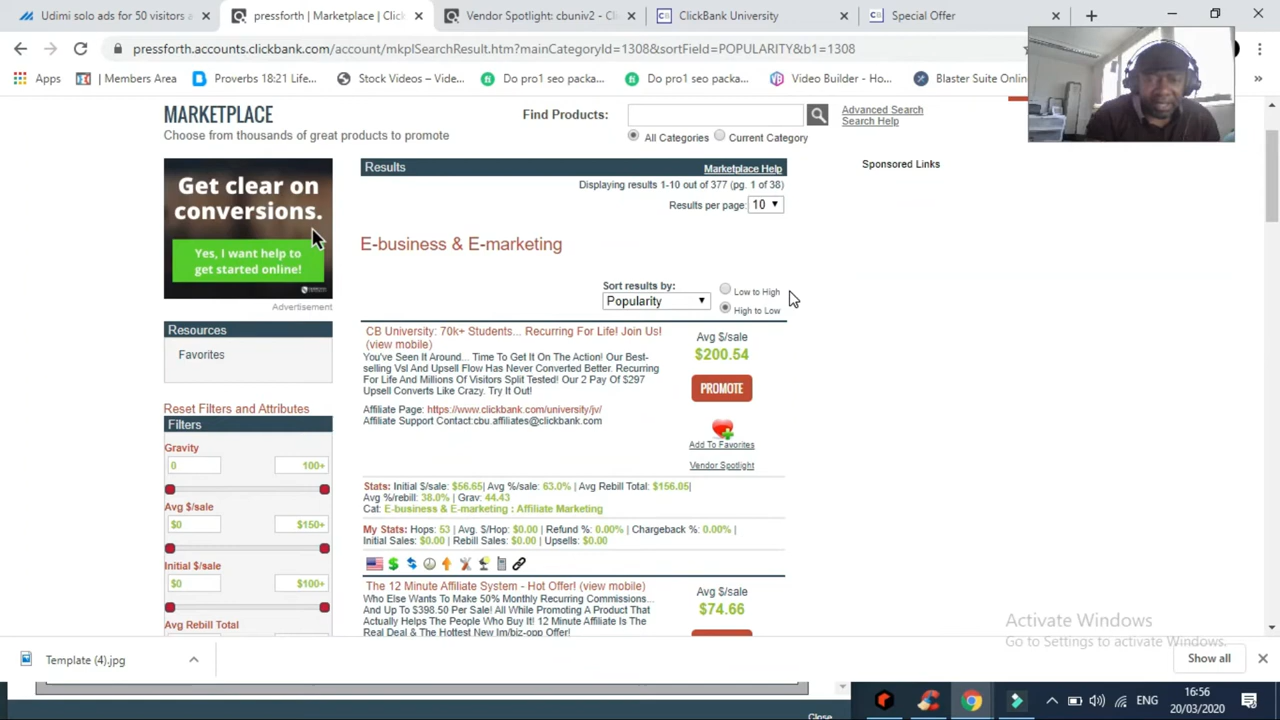 Udimi solo ads for 50 visitors a
pressforth | Marketplace | Click
Vendor Spotlight: cbuniv2 - Clic
ClickBank University
Special Offer
pressforth.accounts.clickbank.com/account/mkplSearchResult.htm?mainCategoryId=1308&sortField=POPULARITY&b1=1308
Apps
| Members Area
Proverbs 18:21 Life...
Stock Videos – Vide...
Do pro1 seo packa...
Do pro1 seo packa...
Video Builder - Ho...
Blaster Suite Onlin
MARKETPLACE
Choose from thousands of great products to promote
Find Products:
All Categories
Current Category
Advanced Search
Search Help
Get clear on
conversions.
Yes, I want help to
get started online!
Advertisement
Resources
Favorites
Reset Filters and Attributes
Filters
Gravity
0
100+
Avg $/sale
$0
$150+
Initial $/sale
$0
$100+
Avg Rebill Total
Results
Marketplace Help
Displaying results 1-10 out of 377 (pg. 1 of 38)
Results per page: 10
E-business & E-marketing
Sort results by:
Popularity
Low to High
High to Low
CB University: 70k+ Students... Recurring For Life! Join Us!
(view mobile)
You've Seen It Around... Time To Get It On The Action! Our Best-
selling Vsl And Upsell Flow Has Never Converted Better. Recurring
For Life And Millions Of Visitors Split Tested! Our 2 Pay Of $297
Upsell Converts Like Crazy. Try It Out!
Affiliate Page: https://www.clickbank.com/university/jv/
Affiliate Support Contact:cbu.affiliates@clickbank.com
Avg $/sale
$200.54
PROMOTE
Add To Favorites
Vendor Spotlight
Stats: Initial $/sale: $56.65| Avg %/sale: 63.0% | Avg Rebill Total: $156.05|
Avg %/rebill: 38.0% | Grav: 44.43
Cat: E-business & E-marketing : Affiliate Marketing
My Stats: Hops: 53 | Avg. $/Hop: $0.00 | Refund %: 0.00% | Chargeback %: 0.00% |
Initial Sales: $0.00 | Rebill Sales: $0.00 | Upsells: $0.00
The 12 Minute Affiliate System - Hot Offer! (view mobile)
Who Else Wants To Make 50% Monthly Recurring Commissions...
And Up To $398.50 Per Sale! All While Promoting A Product That
Actually Helps The People Who Buy It! 12 Minute Affiliate Is The
Real Deal & The Hottest New Im/biz-opp Offer!
Avg $/sale
$74.66
Sponsored Links
Activate Windows
Go to Settings to activate Windows.
Template (4).jpg
Show all
Close
ENG
16:56
20/03/2020